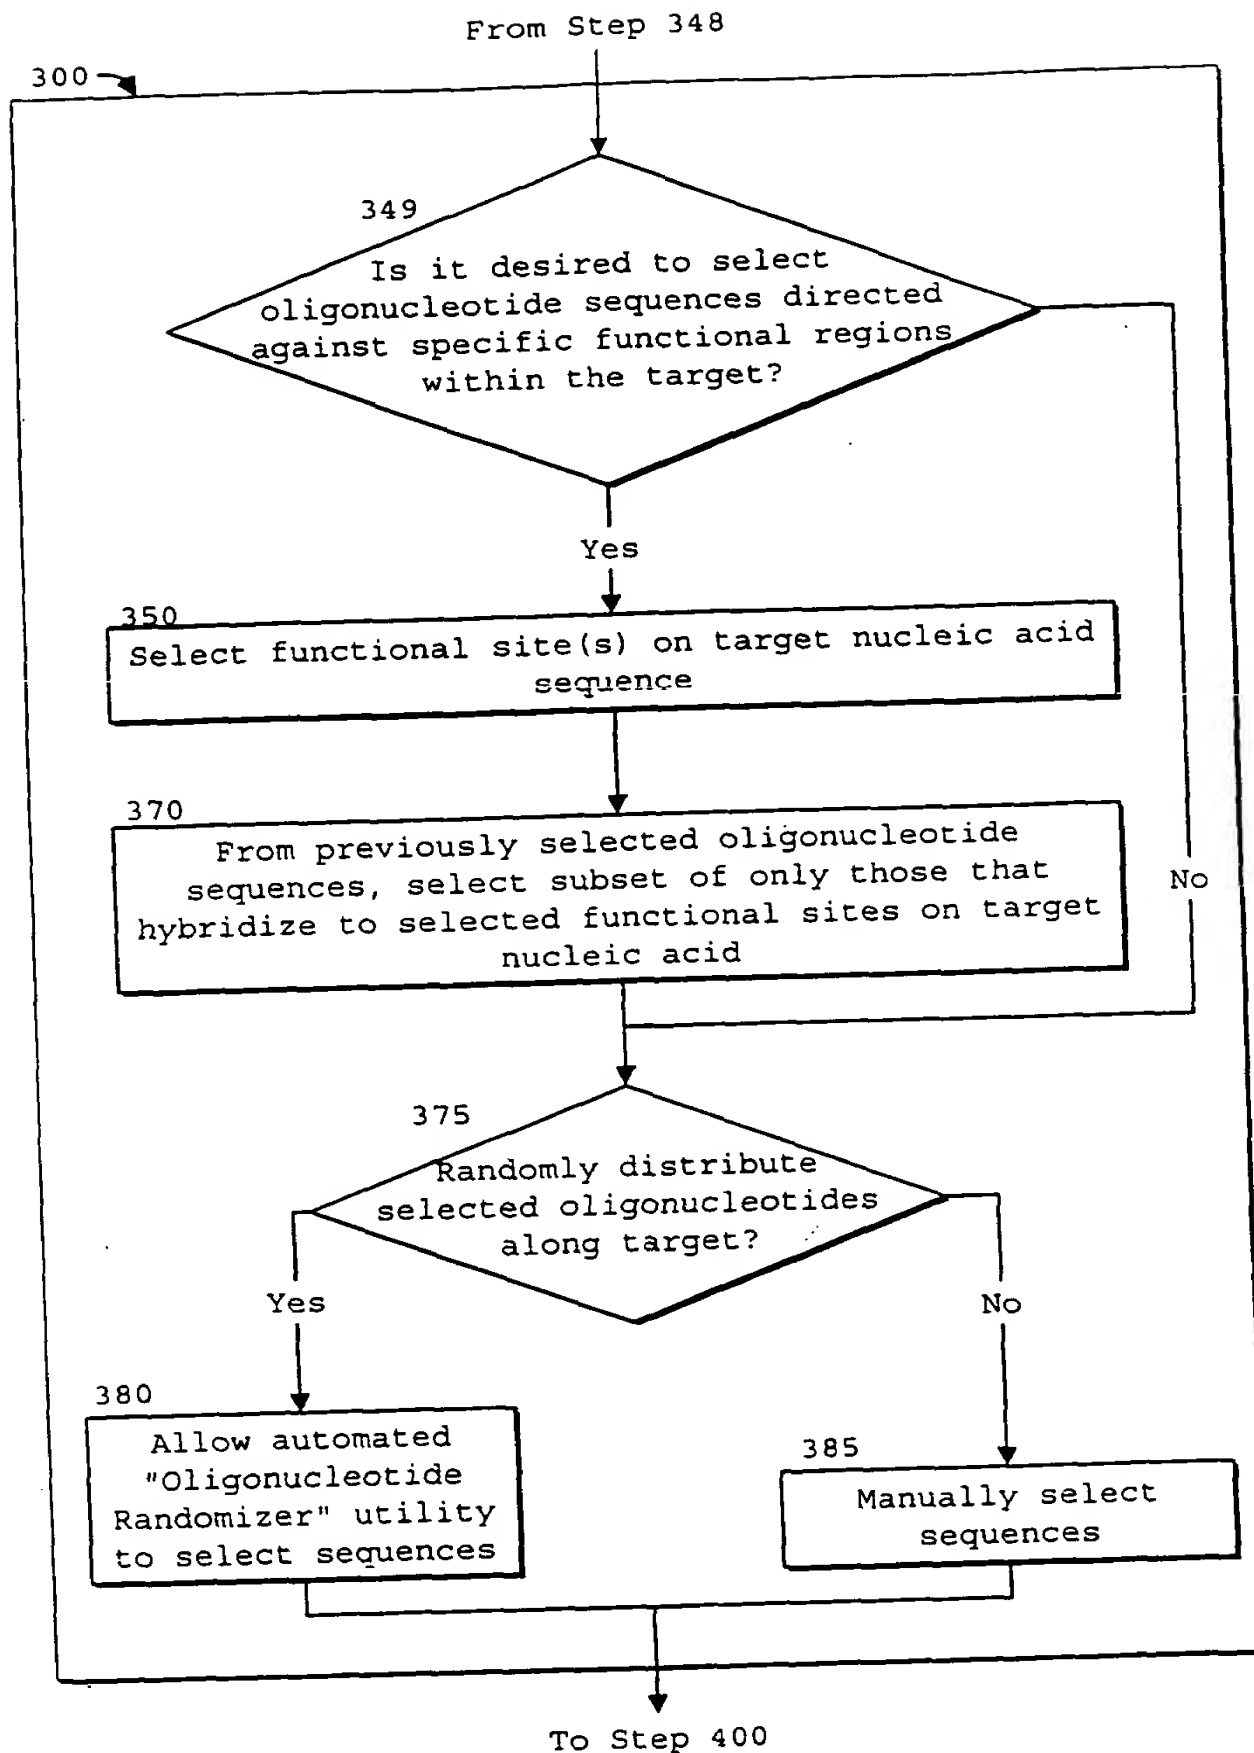 From Step 348
300
349
Is it desired to select
oligonucleotide sequences directed
against specific functional regions
within the target?
Yes
350
Select functional site(s) on target nucleic acid
sequence
370
From previously selected oligonucleotide
sequences, select subset of only those that
hybridize to selected functional sites on target
nucleic acid
No
375
Randomly distribute
selected oligonucleotides
along target?
Yes
No
380
Allow automated
"Oligonucleotide
Randomizer" utility
to select sequences
385
Manually select
sequences
To Step 400